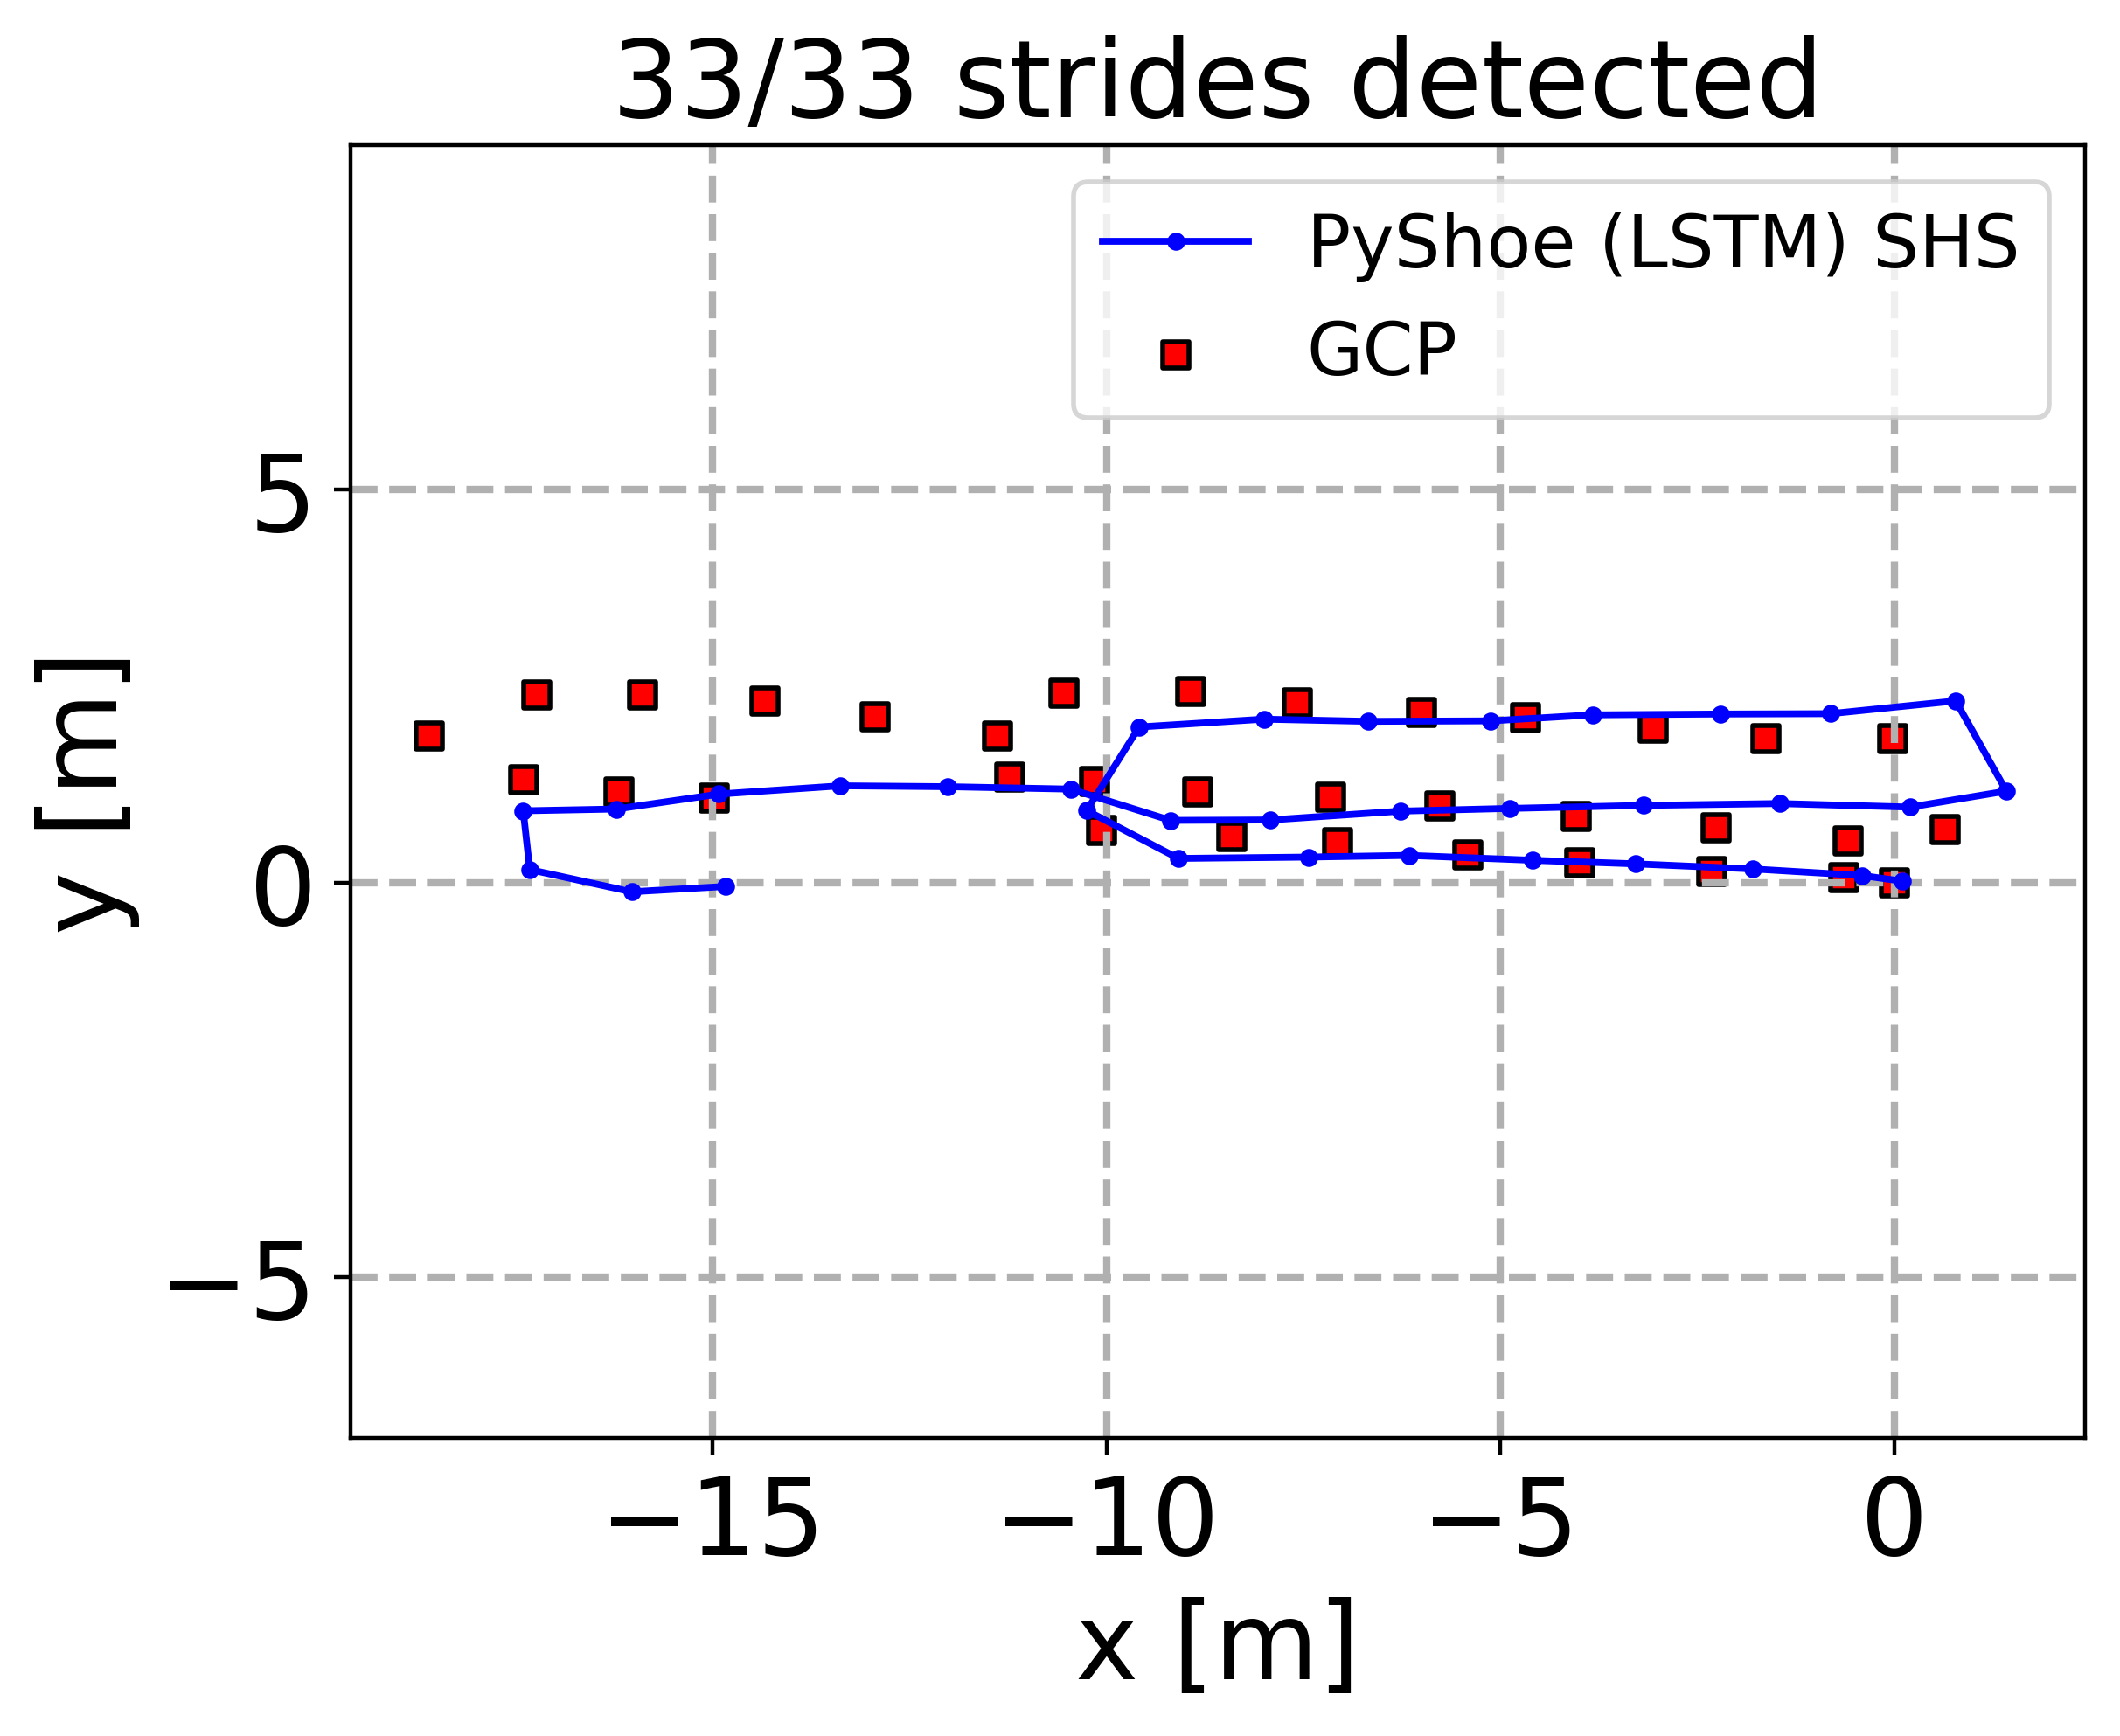 33/33 strides detected
PyShoe (LSTM) SHS
GCP
y [m]
5
0
−5
−15 −10 −5 0
x [m]